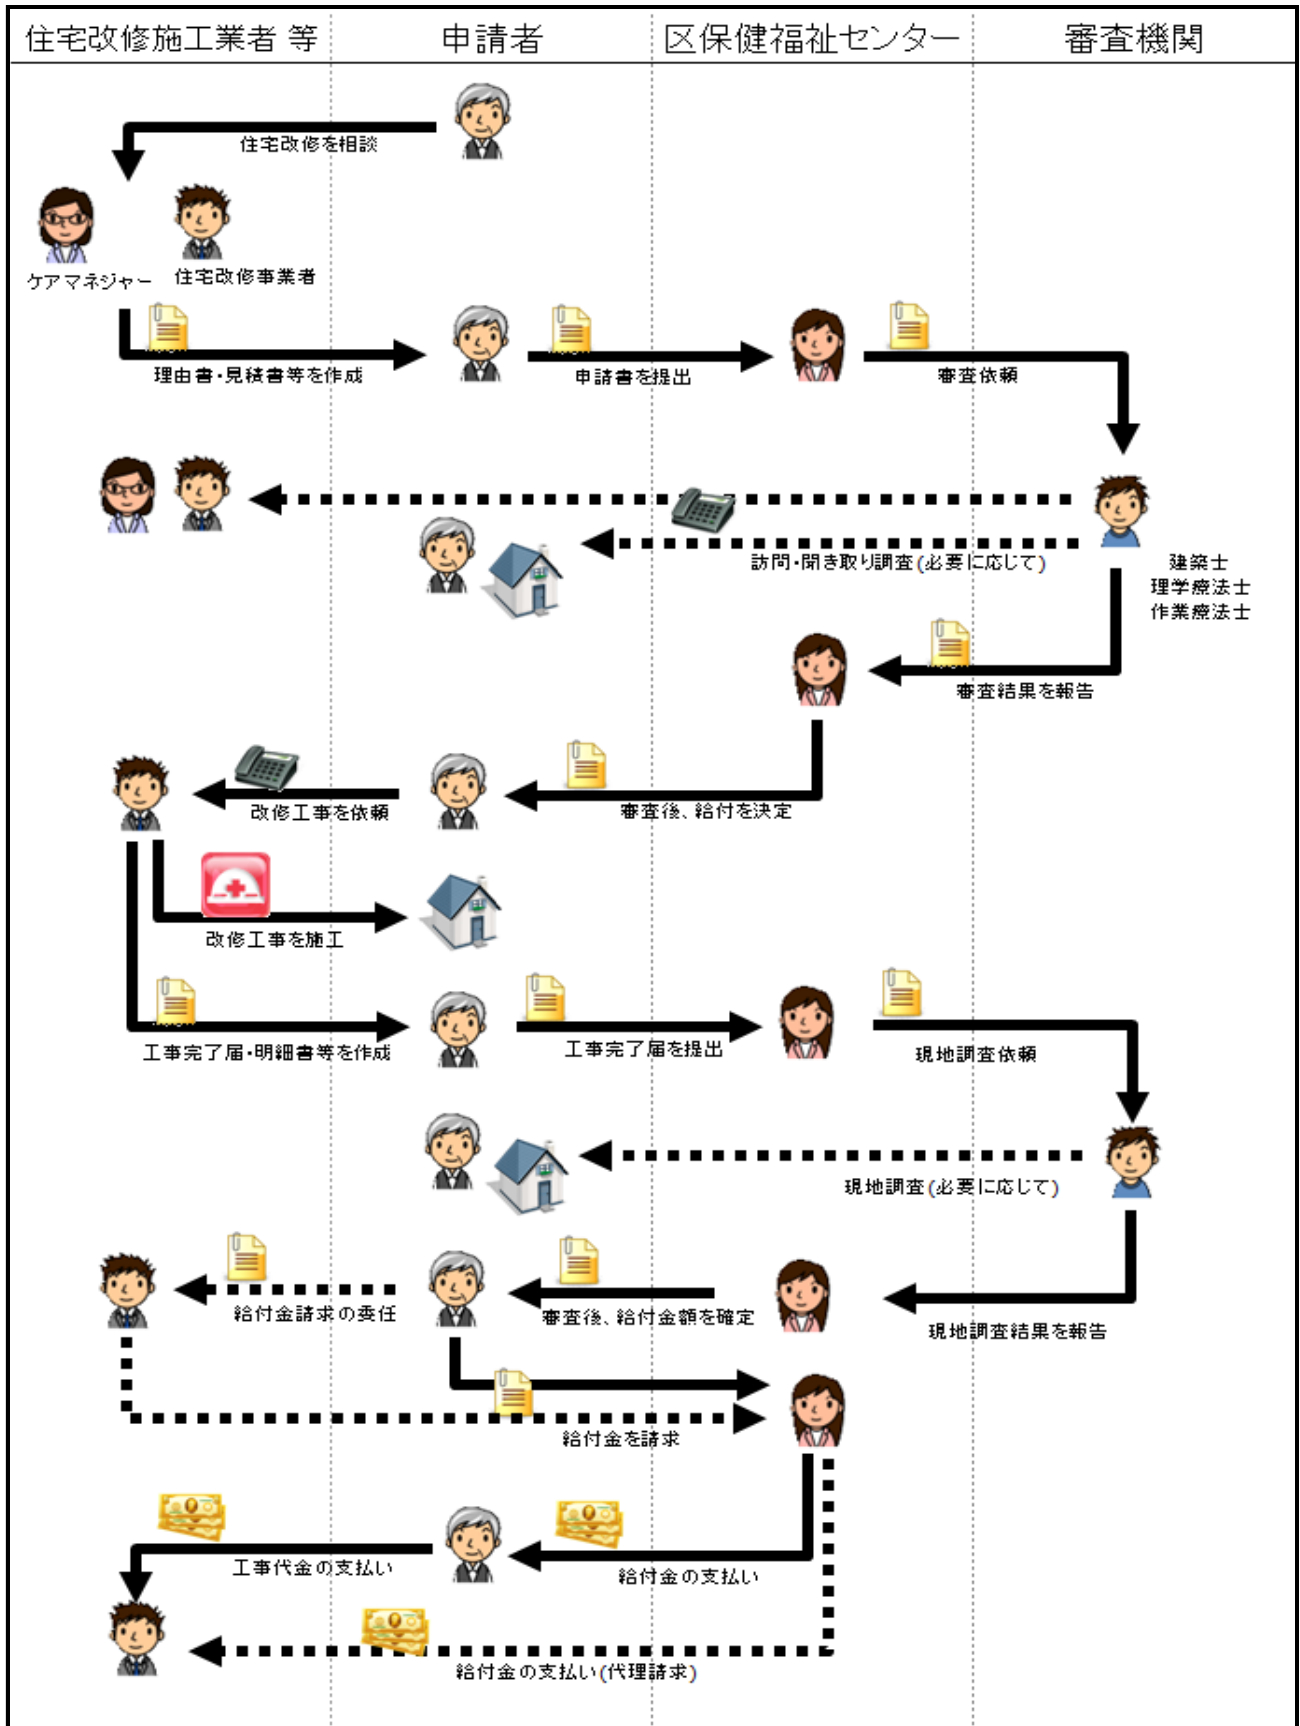 住宅改修施工業者 等
申請者
区保健福祉センター
審査機関
住宅改修を相談
ケアマネジャー
住宅改修事業者
理由書・見積書等を作成
申請書を提出
審査依頼
訪問・聞き取り調査(必要に応じて)
建築士
理学療法士
作業療法士
審査結果を報告
改修工事を依頼
審査後、給付を決定
改修工事を施工
工事完了届・明細書等を作成
工事完了届を提出
現地調査依頼
現地調査(必要に応じて)
給付金請求の委任
審査後、給付金額を確定
現地調査結果を報告
給付金を請求
工事代金の支払い
給付金の支払い
給付金の支払い(代理請求)